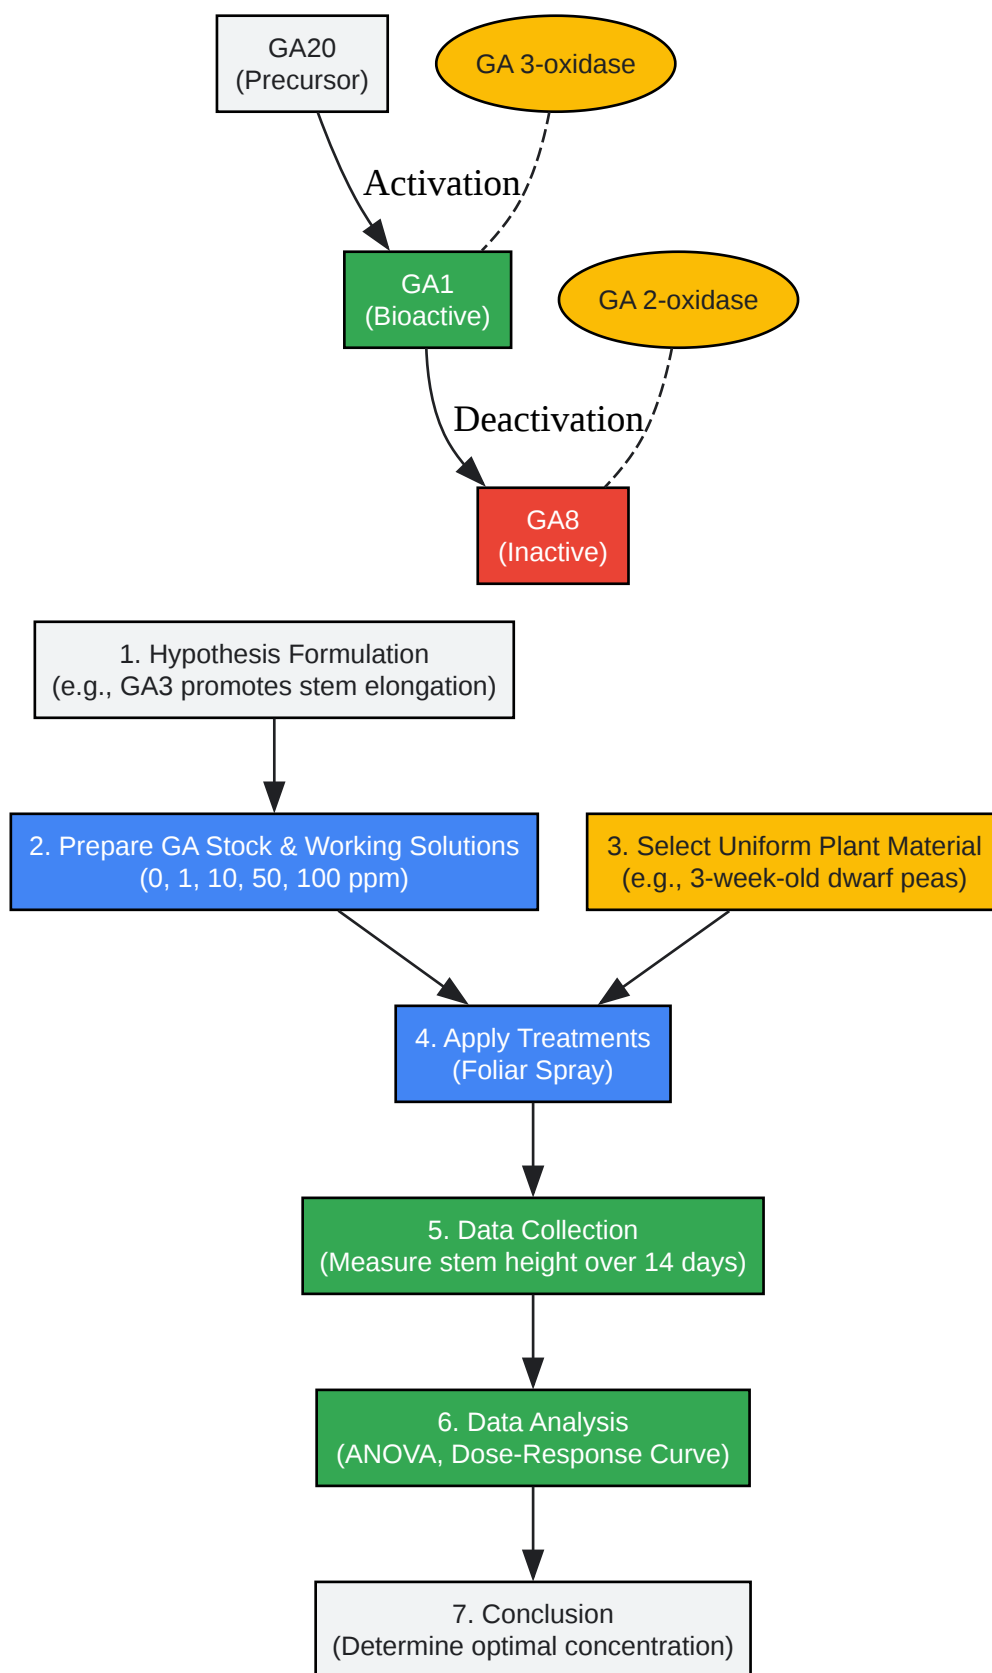 GA20
(Precursor)
GA 3-oxidase
Activation
GA1
(Bioactive)
GA 2-oxidase
Deactivation
GA8
(Inactive)
1. Hypothesis Formulation
(e.g., GA3 promotes stem elongation)
2. Prepare GA Stock & Working Solutions
(0, 1, 10, 50, 100 ppm)
3. Select Uniform Plant Material
(e.g., 3-week-old dwarf peas)
4. Apply Treatments
(Foliar Spray)
5. Data Collection
(Measure stem height over 14 days)
6. Data Analysis
(ANOVA, Dose-Response Curve)
7. Conclusion
(Determine optimal concentration)